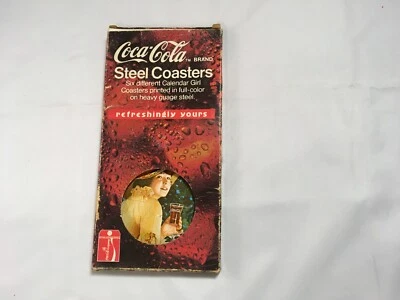 Coca-Cola TM BRAND
Steel Coasters
Six different Calendar Girl
Coasters printed in full-color
on heavy guage steel.
refreshingly yours